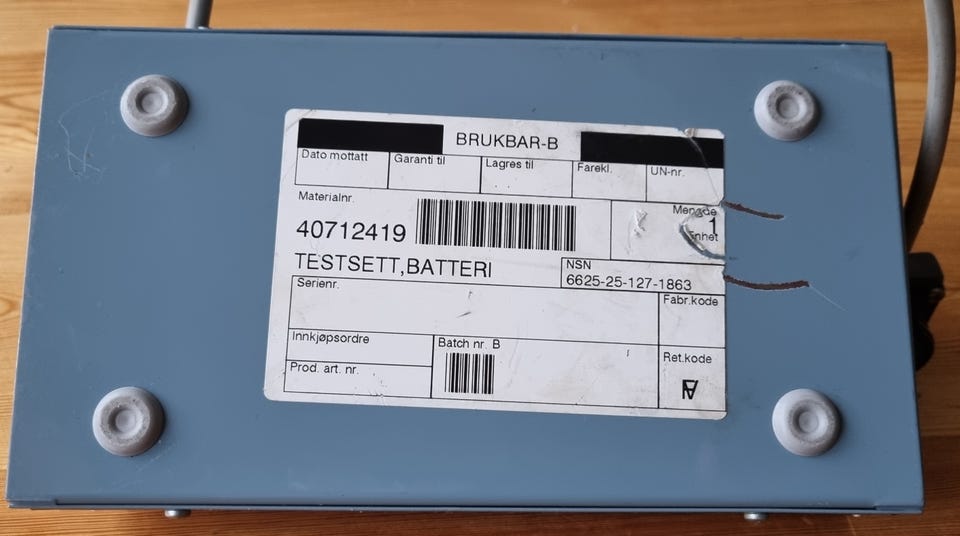 BRUKBAR-B
Dato mottatt Garanti til Lagres til Farekl. UN-nr.
Materialnr. Mengde
40712419 1
Enhet
TESTSETT,BATTERI NSN
6625-25-127-1863
Serienr. Fabr.kode
Innkjøpsordre Batch nr. B
Ret.kode
Prod. art. nr.